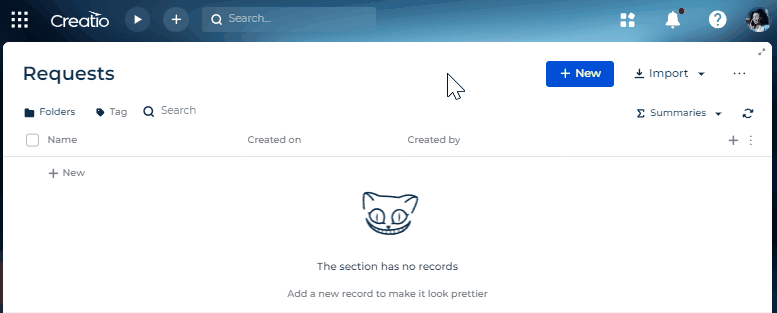 Creatio
Search...
Requests
New
Import
Folders
Tag
Search
Summaries
Name
Created on
Created by
New
The section has no records
Add a new record to make it look prettier